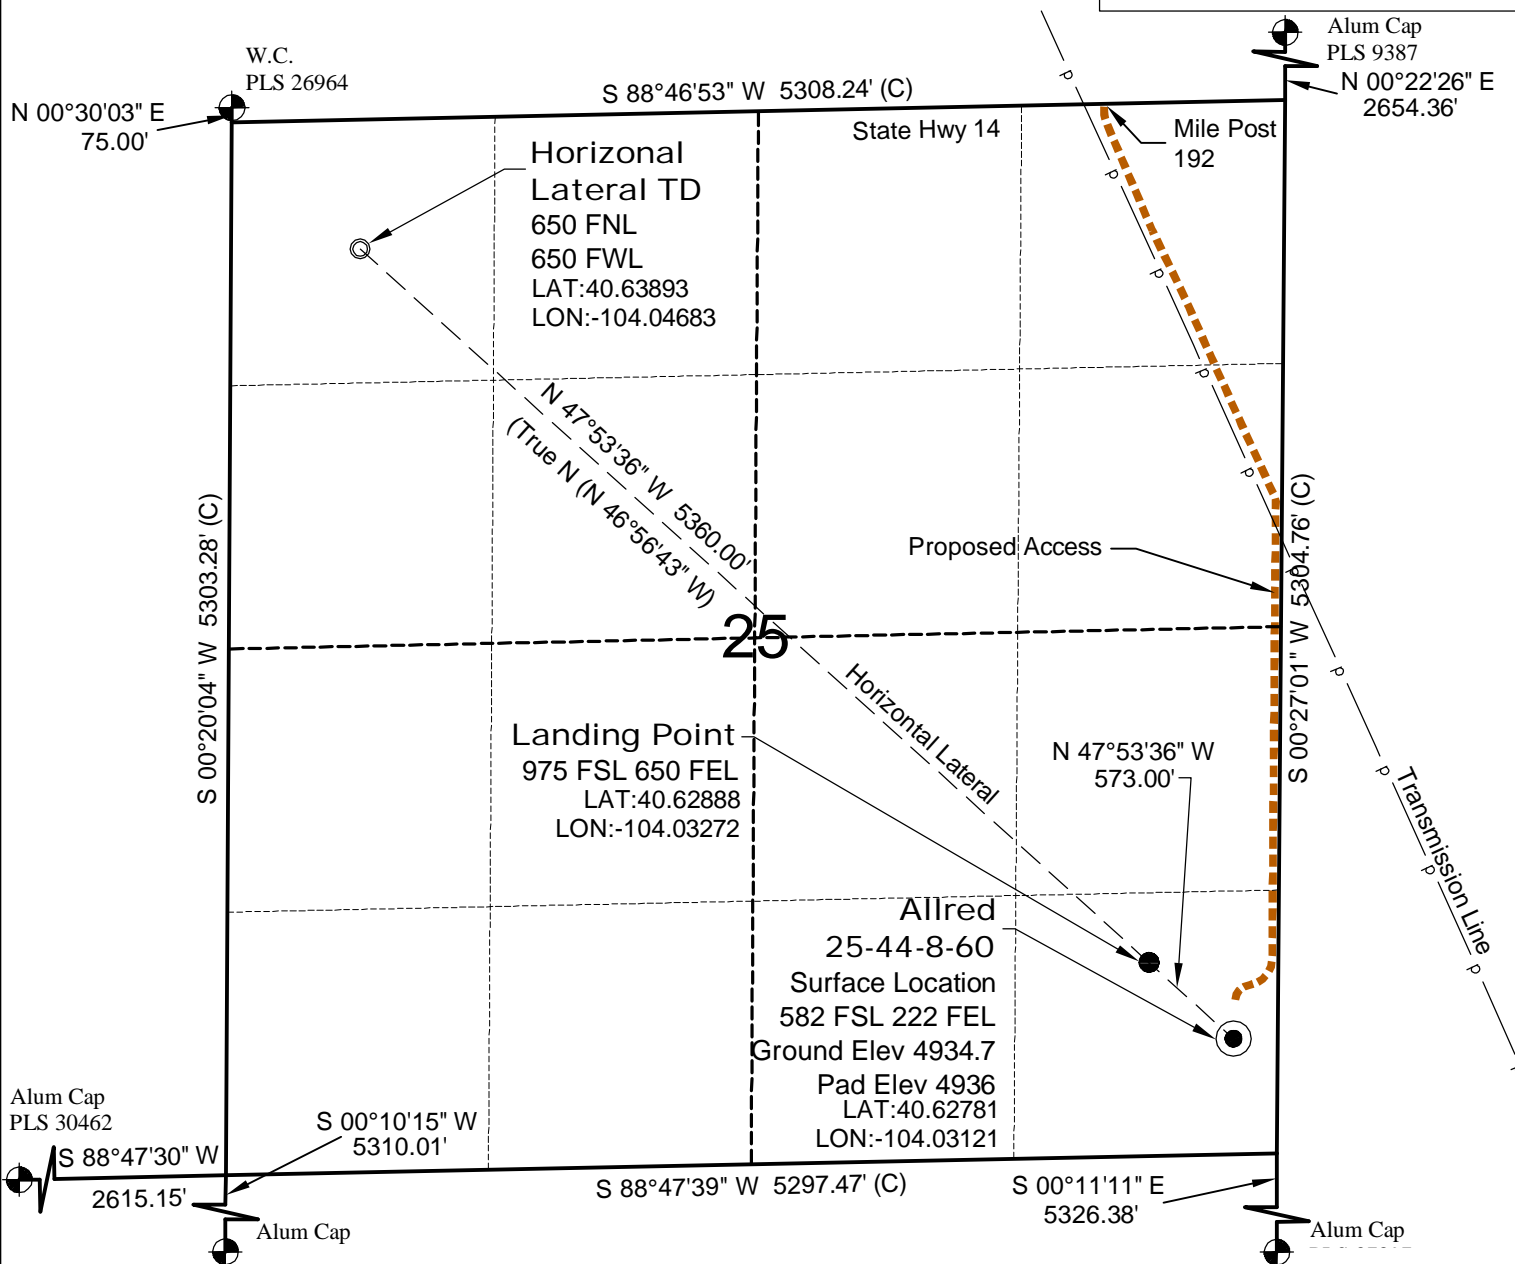 Alum Cap
PLS 9387
N 00°22'26" E
2654.36'
W.C.
PLS 26964
N 00°30'03" E
75.00'
S 88°46'53" W 5308.24' (C)
State Hwy 14
Mile Post
192
Horizonal
Lateral TD
650 FNL
650 FWL
LAT:40.63893
LON:-104.04683
p
p
p
p
p
p
p
p
p
p
N 47°53'36" W 5360.00'
(True N (N 46°56'43" W)
S 00°20'04" W 5303.28' (C)
Proposed Access
S 00°27'01" W 5304.76' (C)
25
Horizontal Lateral
Landing Point
975 FSL 650 FEL
LAT:40.62888
LON:-104.03272
N 47°53'36" W
573.00'
Transmission Line
Allred
25-44-8-60
Surface Location
582 FSL 222 FEL
Ground Elev 4934.7
Pad Elev 4936
LAT:40.62781
LON:-104.03121
Alum Cap
PLS 30462
S 88°47'30" W
2615.15'
S 00°10'15" W
5310.01'
Alum Cap
S 88°47'39" W 5297.47' (C)
S 00°11'11" E
5326.38'
Alum Cap